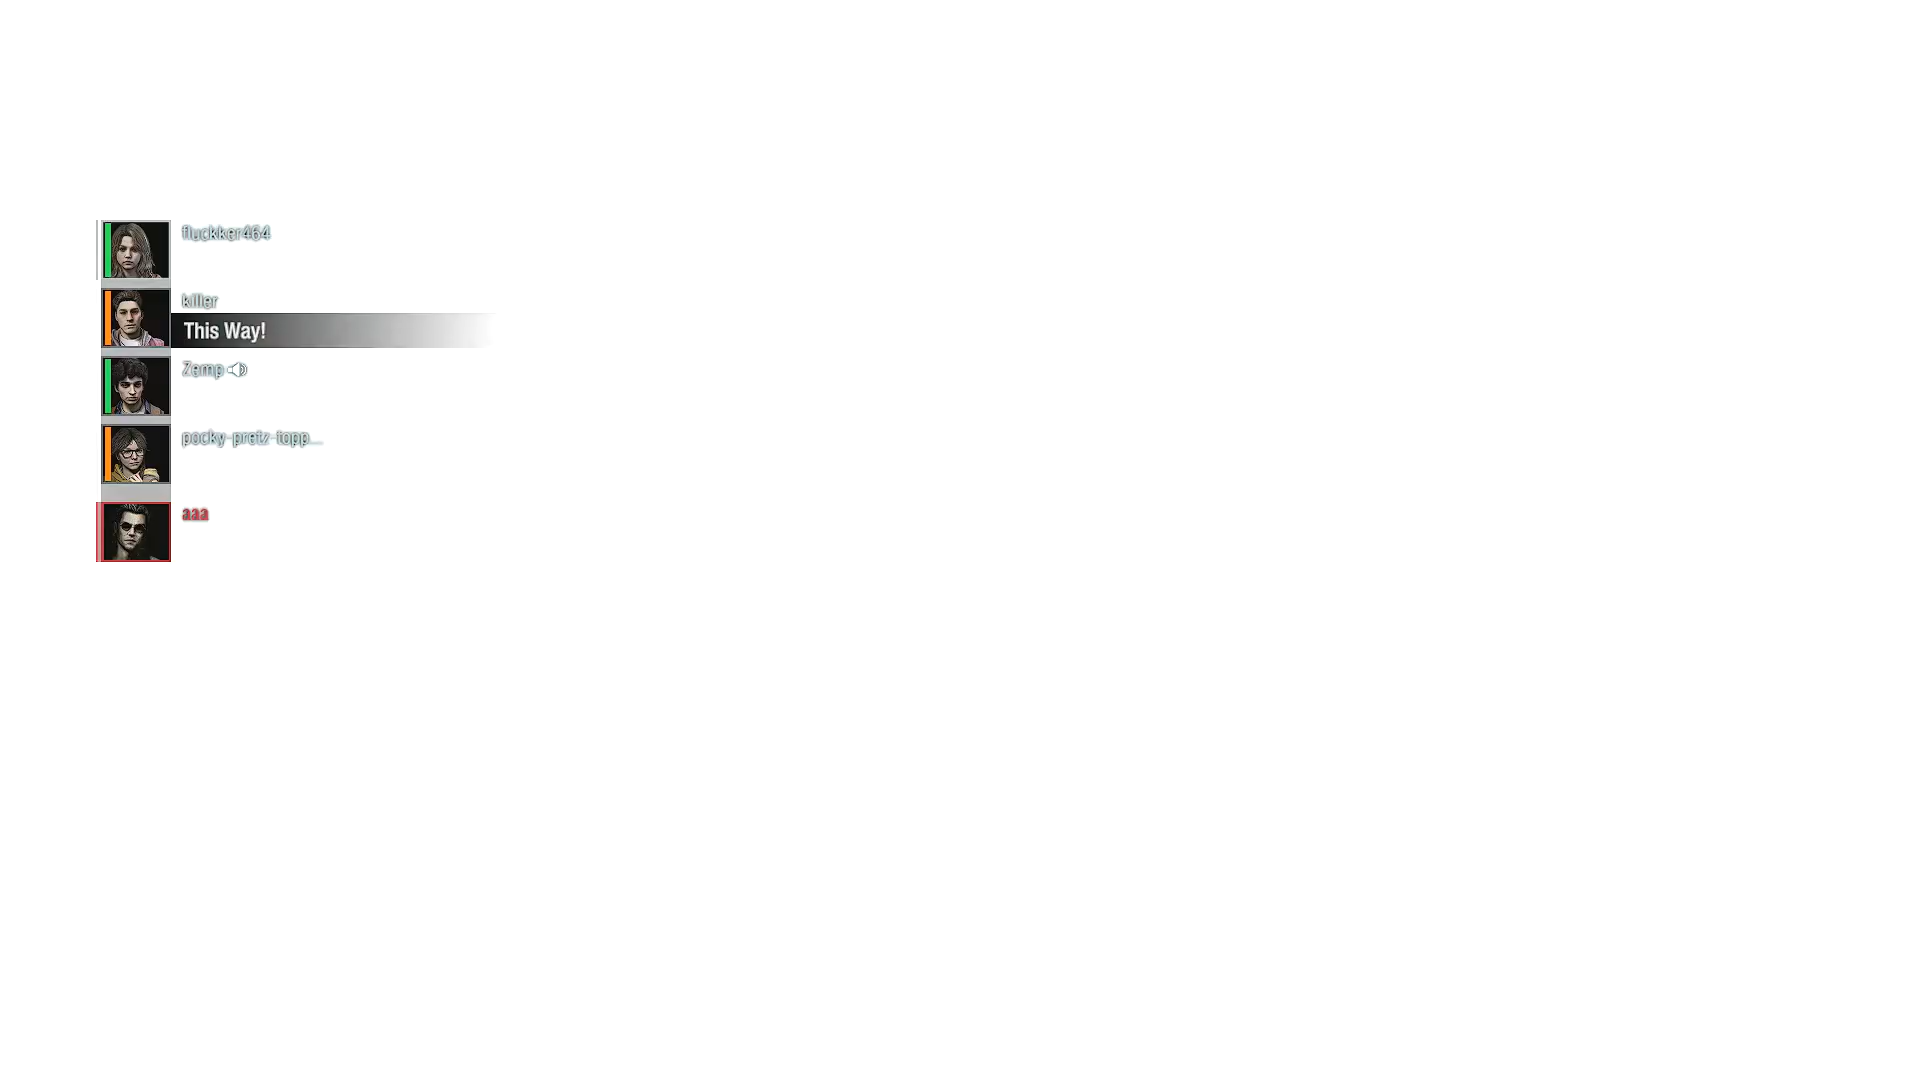 fluckker464
killer
This Way!
Zemp
pocky-pretz-topp...
aaa